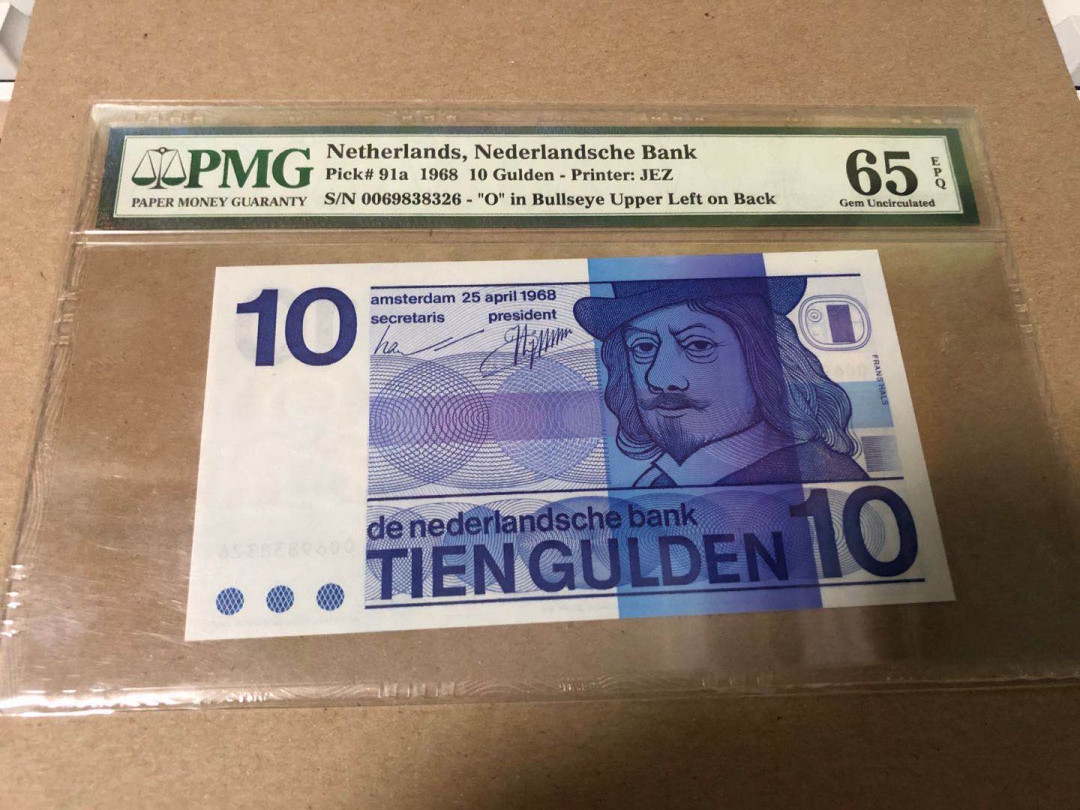 PMG
PAPER MONEY GUARANTY
Netherlands, Nederlandsche Bank
Pick# 91a 1968 10 Gulden - Printer: JEZ
S/N 0069838326 - "O" in Bullseye Upper Left on Back
65 EPQ
Gem Uncirculated
10
amsterdam 25 april 1968
secretaris president
FRANS HALS
de nederlandsche bank
TIEN GULDEN 10